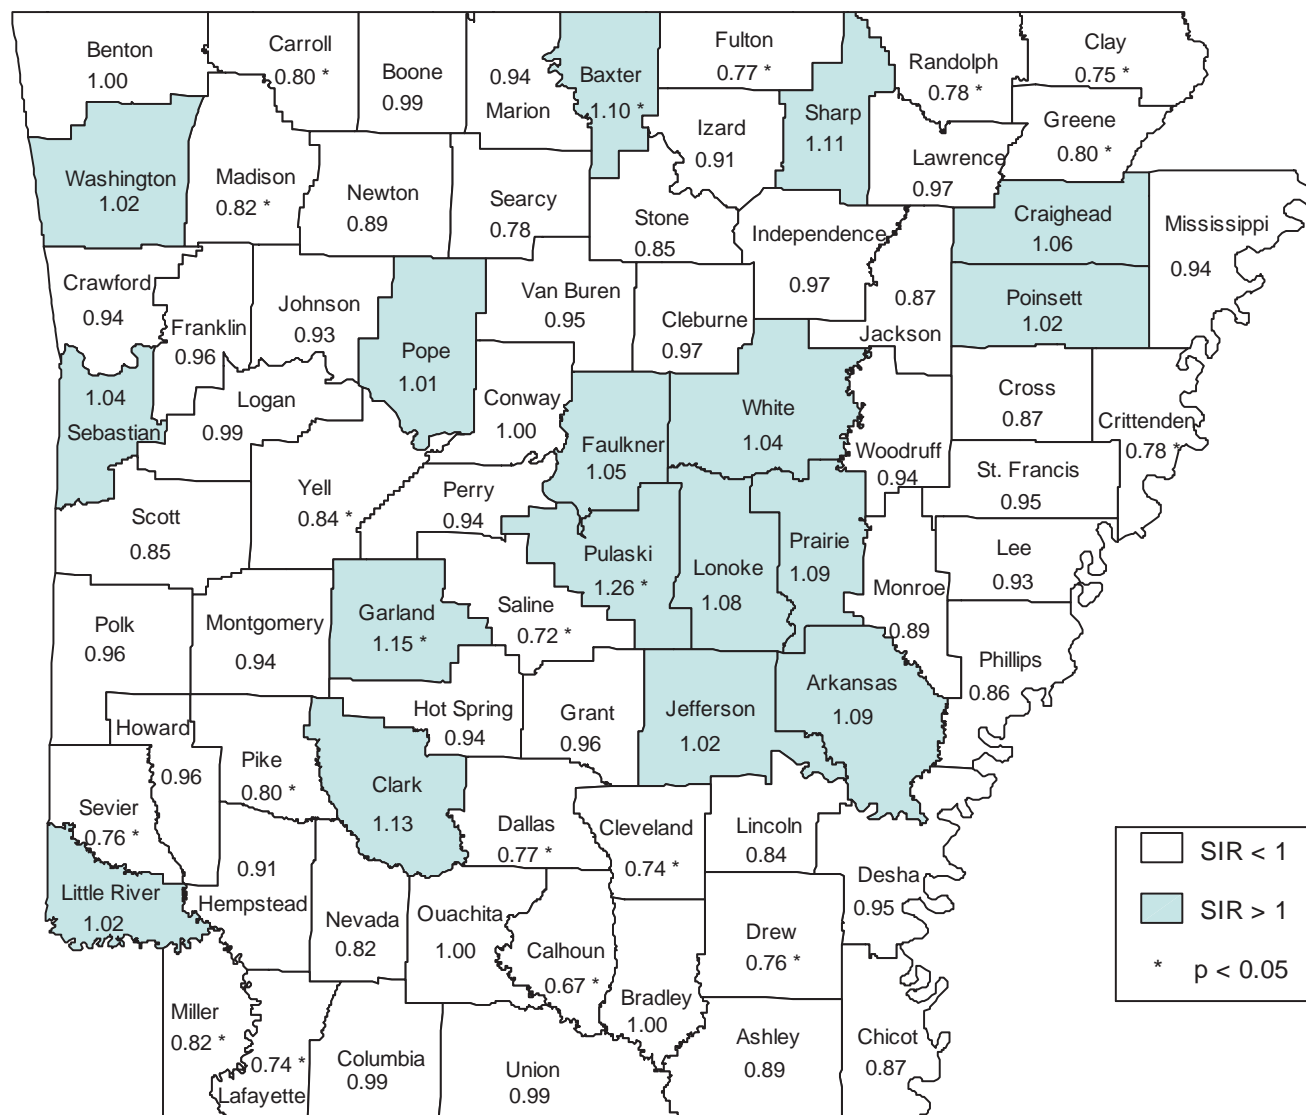 Benton
1.00
Carroll
0.80 *
Boone
0.99
0.94
Marion
Baxter
1.10 *
Fulton
0.77 *
Sharp
1.11
Randolph
0.78 *
Clay
0.75 *
Izard
0.91
Greene
0.80 *
Lawrence
0.97
Washington
1.02
Madison
0.82 *
Newton
0.89
Searcy
0.78
Stone
0.85
Independence
0.97
Craighead
1.06
Mississippi
0.94
Crawford
0.94
Franklin
0.96
Johnson
0.93
Pope
1.01
Van Buren
0.95
Cleburne
0.97
0.87
Jackson
Poinsett
1.02
1.04
Sebastian
Logan
0.99
Conway
1.00
Faulkner
1.05
White
1.04
Woodruff
0.94
Cross
0.87
Crittenden
0.78 *
St. Francis
0.95
Scott
0.85
Yell
0.84 *
Perry
0.94
Pulaski
1.26 *
Lonoke
1.08
Prairie
1.09
Monroe
0.89
Lee
0.93
Polk
0.96
Montgomery
0.94
Garland
1.15 *
Saline
0.72 *
Phillips
0.86
Howard
0.96
Pike
0.80 *
Clark
1.13
Hot Spring
0.94
Grant
0.96
Jefferson
1.02
Arkansas
1.09
Sevier
0.76 *
Little River
1.02
0.91
Hempstead
Nevada
0.82
Dallas
0.77 *
Ouachita
1.00
Calhoun
0.67 *
Cleveland
0.74 *
Lincoln
0.84
Desha
0.95
Drew
0.76 *
Bradley
1.00
Miller
0.82 *
0.74 *
Lafayette
Columbia
0.99
Union
0.99
Ashley
0.89
Chicot
0.87
SIR < 1
SIR > 1
* p < 0.05